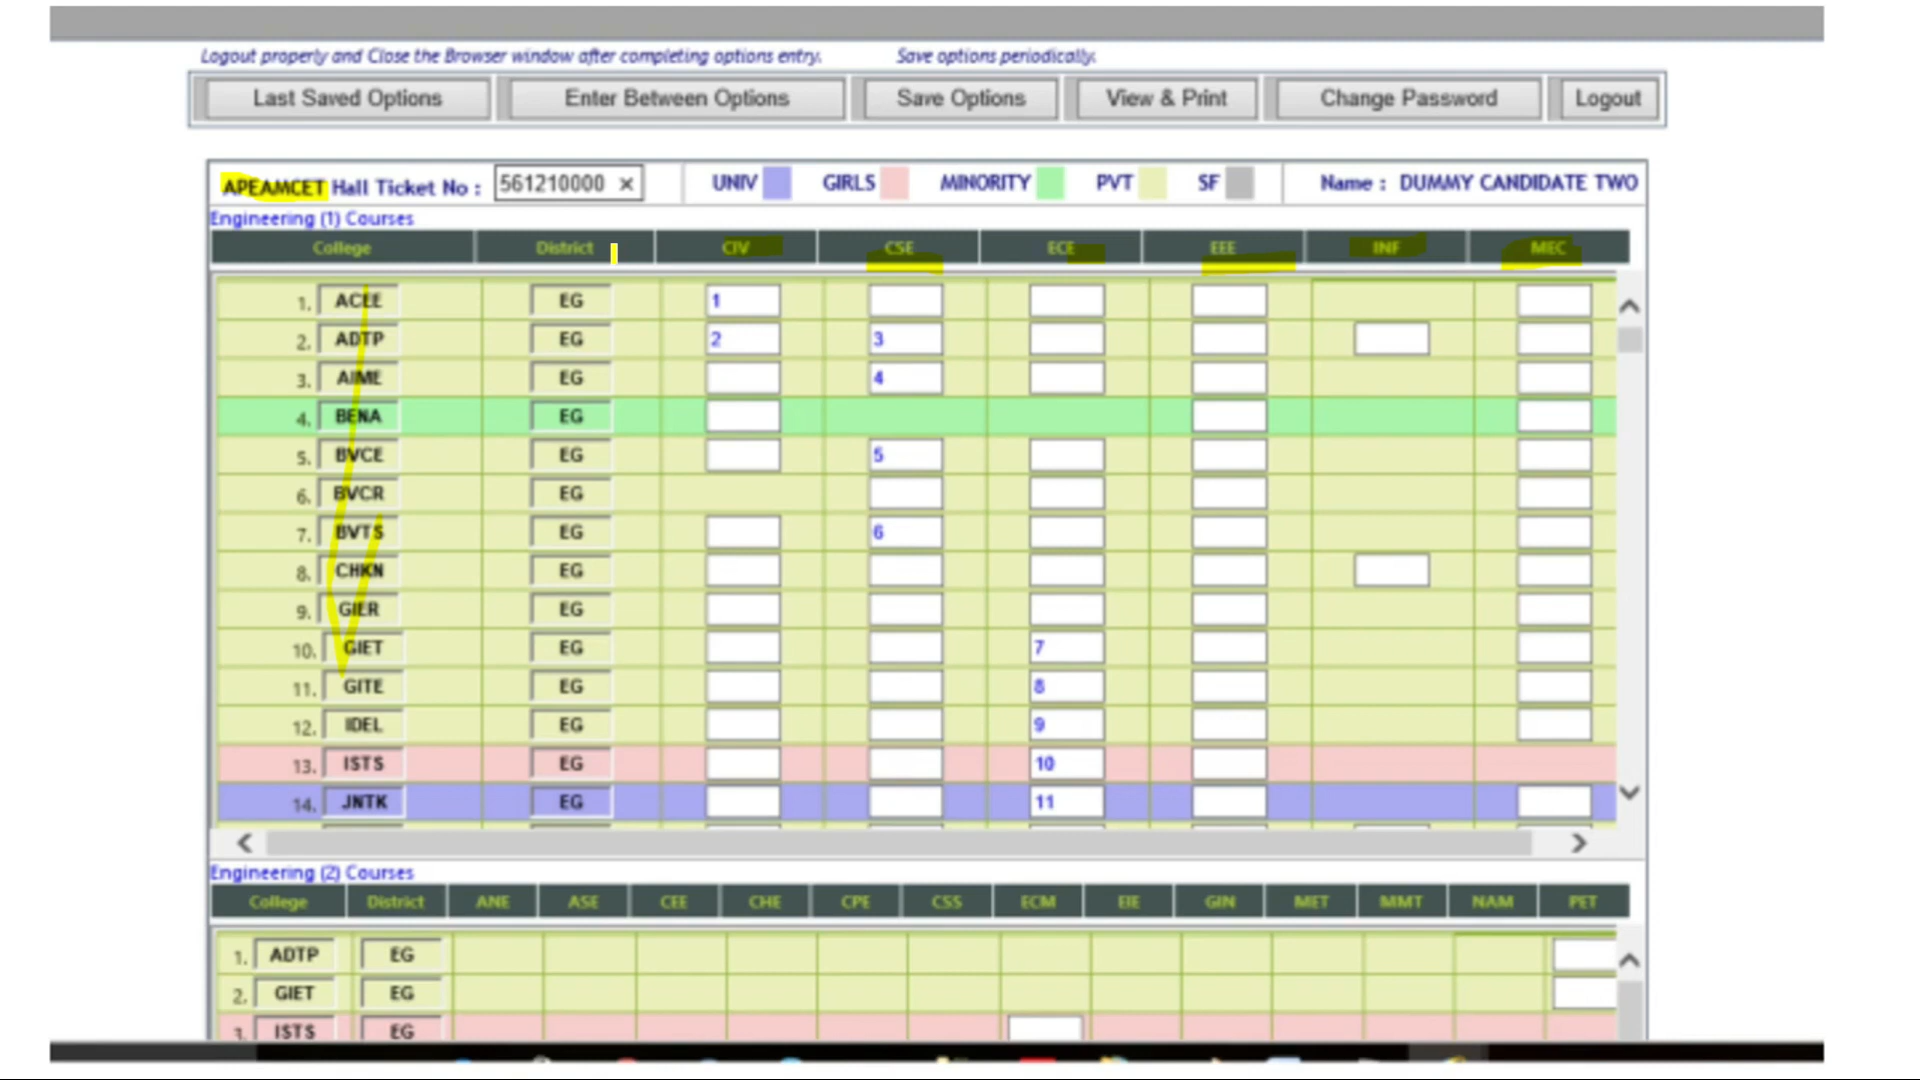 Logout properly and Close the Browser window after completing options entry. Save options periodically.
Last Saved Options Enter Between Options Save Options View & Print Change Password Logout
APEAMCET Hall Ticket No : 561210000 × UNIV GIRLS MINORITY PVT SF Name : DUMMY CANDIDATE TWO
Engineering (1) Courses
College District CIV CSE ECE EEE INF MEC
1. ACEE EG 1
2. ADTP EG 2 3
3. AIME EG 4
4. BENA EG
5. BVCE EG 5
6. BVCR EG
7. BVTS EG 6
8. CHKN EG
9. GIER EG
10. GIET EG 7
11. GITE EG 8
12. IDEL EG 9
13. ISTS EG 10
14. JNTK EG 11
Engineering (2) Courses
College District ANE ASE CEE CHE CPE CSS ECM EIE GIN MET MMT NAM PET
1. ADTP EG
2. GIET EG
3. ISTS EG